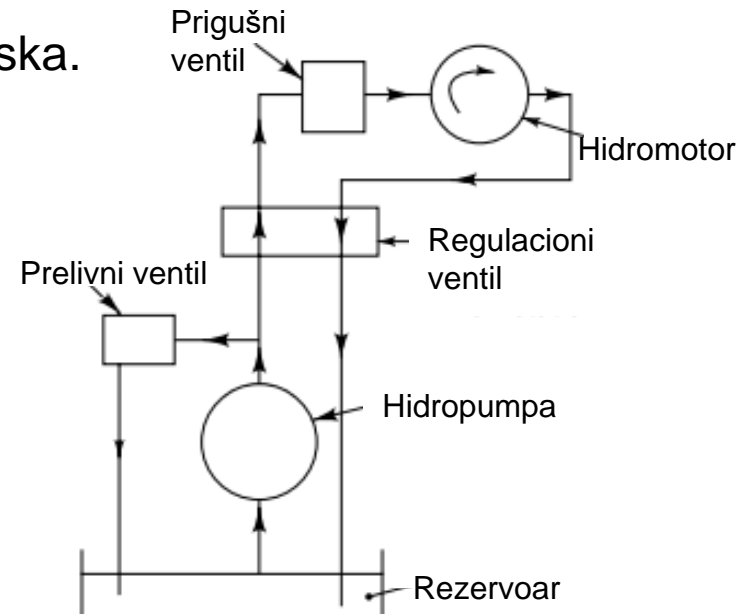 ska.
Prigušni
ventil
Hidromotor
Regulacioni
ventil
Prelivni ventil
Hidropumpa
Rezervoar